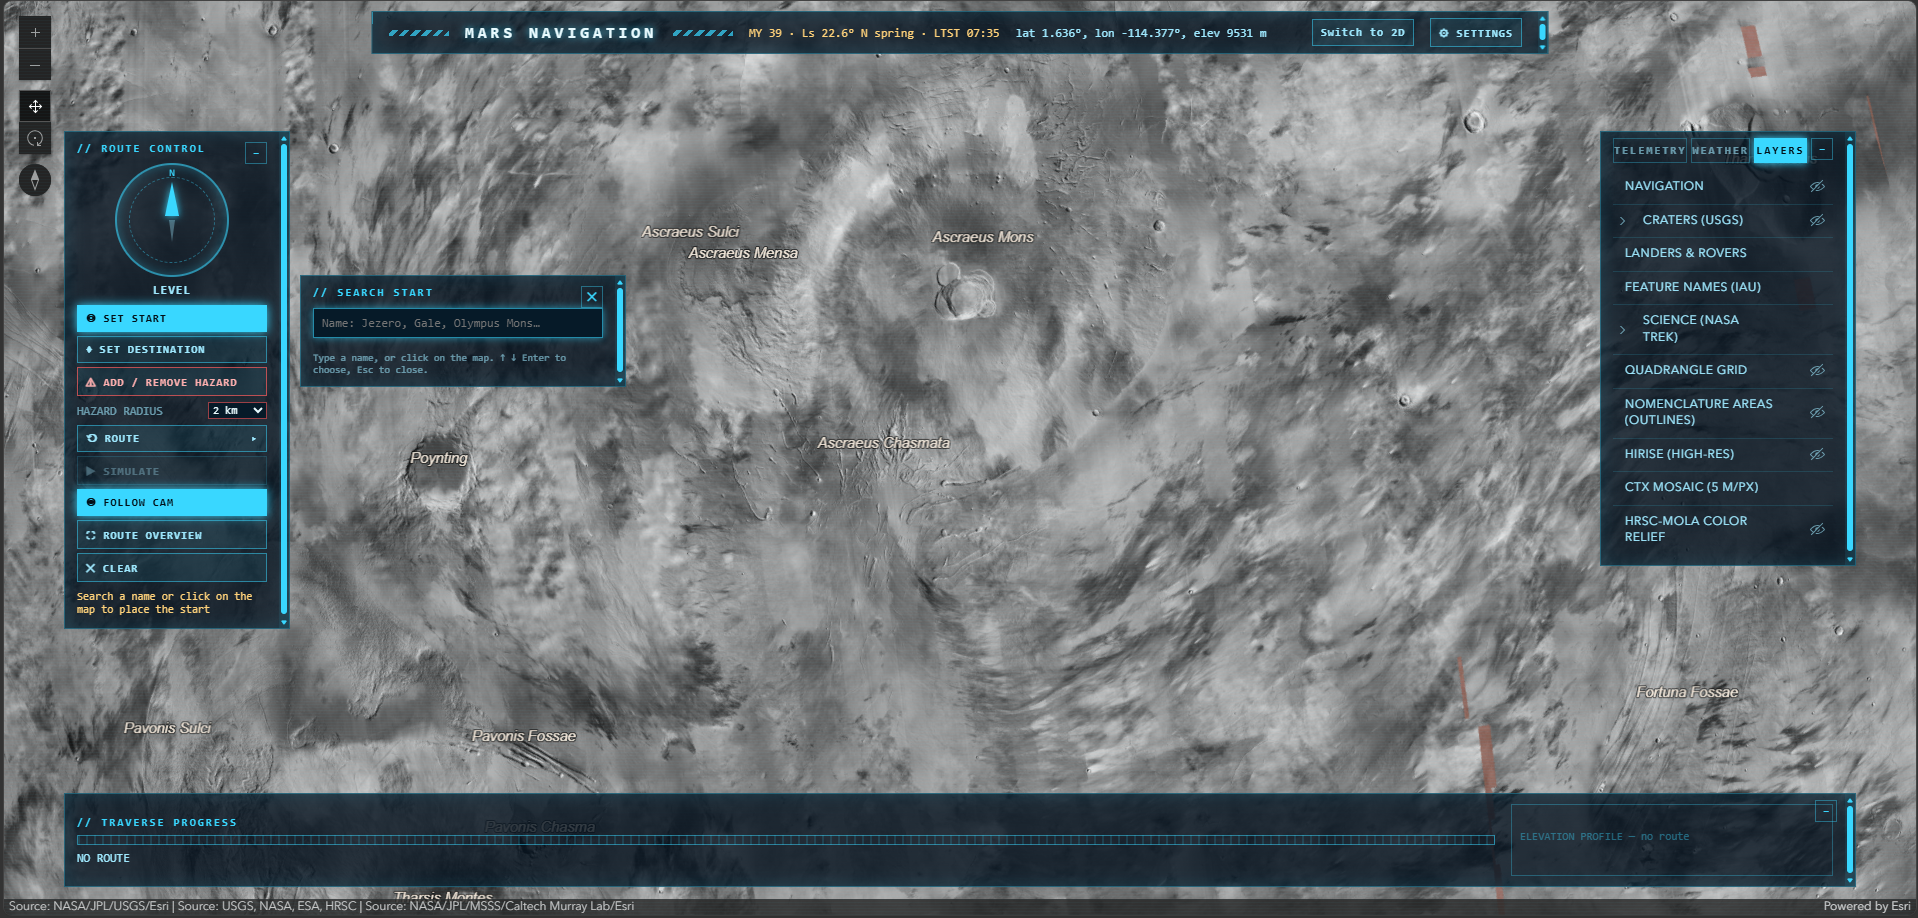 MARS NAVIGATION
MY 39 · Ls 22.6° N spring · LTST 07:35
lat 1.636°, lon -114.377°, elev 9531 m
Switch to 2D
SETTINGS
// ROUTE CONTROL
N
LEVEL
SET START
SET DESTINATION
ADD / REMOVE HAZARD
HAZARD RADIUS
2 km
ROUTE
SIMULATE
FOLLOW CAM
ROUTE OVERVIEW
CLEAR
Search a name or click on the
map to place the start
// SEARCH START
Name: Jezero, Gale, Olympus Mons…
Type a name, or click on the map. ↑ ↓ Enter to
choose, Esc to close.
Ascraeus Sulci
Ascraeus Mensa
Ascraeus Mons
Ascraeus Chasmata
Poynting
Pavonis Sulci
Pavonis Fossae
Fortuna Fossae
TELEMETRY
WEATHER
LAYERS
NAVIGATION
CRATERS (USGS)
LANDERS & ROVERS
FEATURE NAMES (IAU)
SCIENCE (NASA
TREK)
QUADRANGLE GRID
NOMENCLATURE AREAS
(OUTLINES)
HIRISE (HIGH-RES)
CTX MOSAIC (5 M/PX)
HRSC-MOLA COLOR
RELIEF
// TRAVERSE PROGRESS
Pavonis Chasma
NO ROUTE
ELEVATION PROFILE — no route
Tharsis Montes
Source: NASA/JPL/USGS/Esri | Source: USGS, NASA, ESA, HRSC | Source: NASA/JPL/MSSS/Caltech Murray Lab/Esri
Powered by Esri